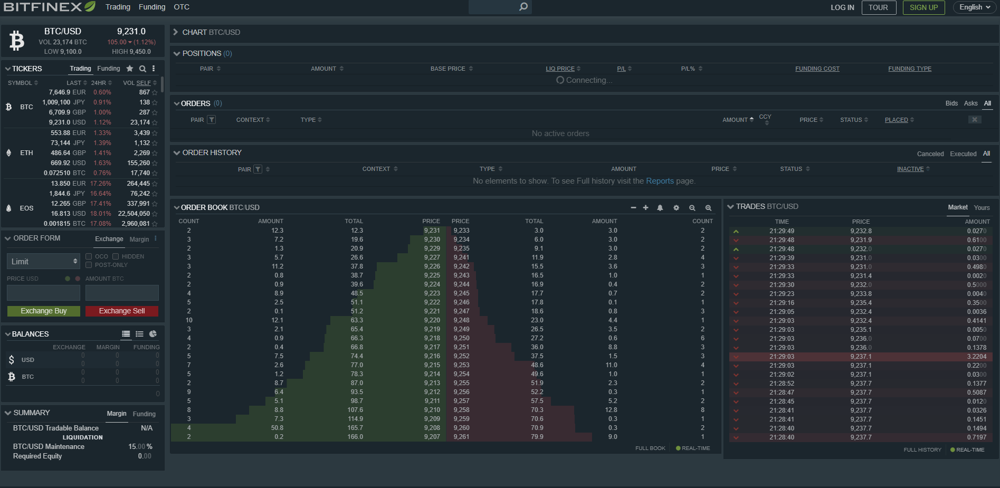 BITFINEX Trading Funding OTC LOG IN TOUR SIGN UP English
BTC/USD 9,231.0
VOL 23,174 BTC 105.00 (1.12%)
LOW 9,100.0 HIGH 9,450.0
TICKERS Trading Funding
SYMBOL LAST 24HR VOL SELF
7,646.9 EUR 0.60% 867
1,009,100 JPY 0.91% 138
BTC
6,709.9 GBP 1.00% 287
9,231.0 USD 1.12% 23,174
553.88 EUR 1.33% 3,439
73,144 JPY 1.39% 1,132
ETH
486.64 GBP 1.41% 2,269
669.92 USD 1.63% 155,260
0.072510 BTC 0.76% 17,740
13.850 EUR 17.26% 264,445
1,844.6 JPY 16.64% 76,242
12.265 GBP 17.41% 337,991
EOS
16.813 USD 18.01% 22,504,050
0.001815 BTC 17.08% 2,960,081
ORDER FORM Exchange Margin
Limit OCO HIDDEN
POST-ONLY
PRICE USD AMOUNT BTC
Exchange Buy Exchange Sell
BALANCES
EXCHANGE MARGIN FUNDING
0 0 0
USD
0 0 0
0 0 0
BTC
0 0 0
0
SUMMARY Margin Funding
BTC/USD Tradable Balance N/A
LIQUIDATION
BTC/USD Maintenance 15.00 %
Required Equity 0.00
CHART BTC/USD
POSITIONS (0)
PAIR AMOUNT BASE PRICE LIQ PRICE P/L P/L% FUNDING COST FUNDING TYPE
Connecting...
ORDERS (0) Bids Asks All
PAIR CONTEXT TYPE AMOUNT CCY PRICE STATUS PLACED
No active orders
ORDER HISTORY Canceled Executed All
PAIR CONTEXT TYPE AMOUNT PRICE STATUS INACTIVE
No elements to show. To see Full history visit the Reports page.
ORDER BOOK BTC/USD
COUNT AMOUNT TOTAL PRICE PRICE TOTAL AMOUNT COUNT
2 12.3 12.3 9,231 9,233 3.0 3.0 2
3 7.2 19.6 9,230 9,234 6.0 3.0 2
2 1.3 20.9 9,229 9,235 9.1 3.0 2
3 5.7 26.6 9,227 9,241 11.9 2.8 4
3 11.2 37.8 9,226 9,242 15.5 3.6 3
2 0.8 38.7 9,225 9,243 16.5 1.0 1
2 0.9 39.6 9,224 9,244 16.9 0.4 2
4 8.9 48.5 9,223 9,245 17.7 0.7 2
5 2.5 51.1 9,222 9,246 17.8 0.1 1
2 0.1 51.2 9,221 9,247 18.6 0.8 3
10 12.1 63.3 9,220 9,248 23.0 4.4 1
3 2.1 65.4 9,219 9,249 26.5 3.5 2
4 0.9 66.3 9,218 9,250 27.2 0.6 6
2 0.4 66.8 9,217 9,251 36.0 8.8 3
5 7.5 74.4 9,216 9,252 37.5 1.5 3
7 2.6 77.0 9,215 9,253 48.6 11.0 4
5 1.2 78.3 9,214 9,254 49.6 1.0 1
2 8.7 87.0 9,213 9,255 51.9 2.3 2
9 6.4 93.5 9,212 9,256 52.2 0.3 1
5 5.1 98.7 9,211 9,257 57.5 5.2 2
8 8.8 107.6 9,210 9,258 70.3 12.8 8
3 7.3 114.9 9,209 9,259 70.6 0.3 1
4 50.8 165.7 9,208 9,260 70.9 0.3 2
2 0.2 166.0 9,207 9,261 79.9 9.0 1
FULL BOOK REAL-TIME
TRADES BTC/USD Market Yours
TIME PRICE AMOUNT
21:29:49 9,232.8 0.0270
21:29:48 9,231.9 0.6100
21:29:48 9,232.0 0.0270
21:29:39 9,231.0 0.0300
21:29:33 9,231.0 0.4980
21:29:33 9,231.4 0.0020
21:29:30 9,232.0 0.5000
21:29:23 9,233.8 0.0040
21:29:16 9,235.4 0.3500
21:29:05 9,232.4 0.0036
21:29:03 9,232.4 0.4141
21:29:03 9,235.1 0.0050
21:29:03 9,236.0 0.0700
21:29:03 9,236.0 0.1378
21:29:03 9,237.1 3.2204
21:29:03 9,237.1 0.2200
21:29:02 9,237.1 0.0300
21:28:52 9,237.7 0.1377
21:28:47 9,237.7 0.5087
21:28:45 9,237.7 0.0120
21:28:41 9,237.7 0.0326
21:28:41 9,237.7 0.1451
21:28:40 9,237.7 0.1494
21:28:40 9,237.7 0.7197
FULL HISTORY REAL-TIME